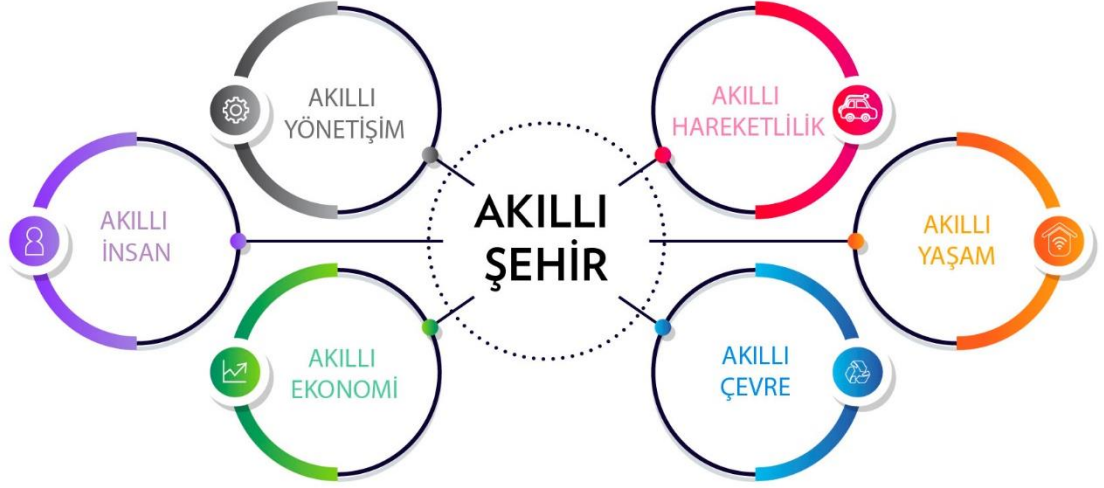 AKILLI
YÖNETİŞİM
AKILLI
HAREKETLİLİK
AKILLI
İNSAN
AKILLI
ŞEHİR
AKILLI
YAŞAM
AKILLI
EKONOMİ
AKILLI
ÇEVRE